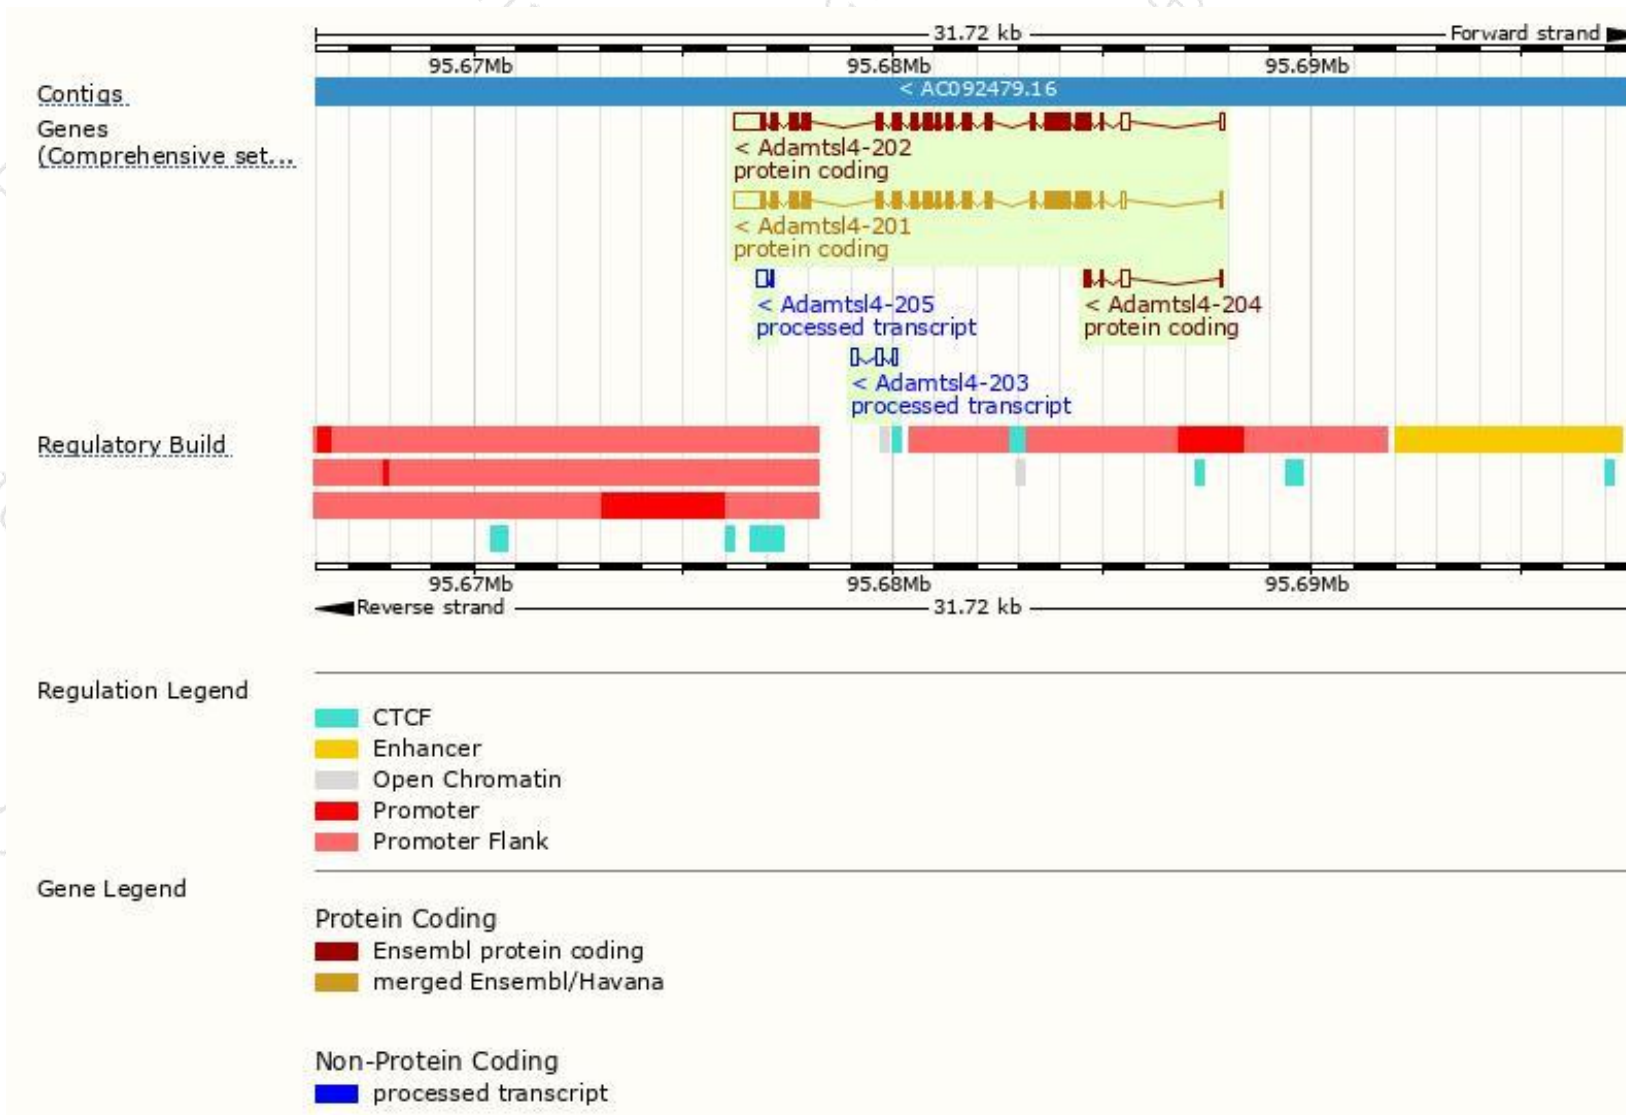 31.72 kb Forward strand
95.67Mb 95.68Mb 95.69Mb
Contigs < AC092479.16
Genes
(Comprehensive set...
< Adamtsl4-202
protein coding
< Adamtsl4-201
protein coding
< Adamtsl4-205 < Adamtsl4-204
processed transcript protein coding
< Adamtsl4-203
processed transcript
Regulatory Build
95.67Mb 95.68Mb 95.69Mb
Reverse strand 31.72 kb
Regulation Legend
CTCF
Enhancer
Open Chromatin
Promoter
Promoter Flank
Gene Legend
Protein Coding
Ensembl protein coding
merged Ensembl/Havana
Non-Protein Coding
processed transcript